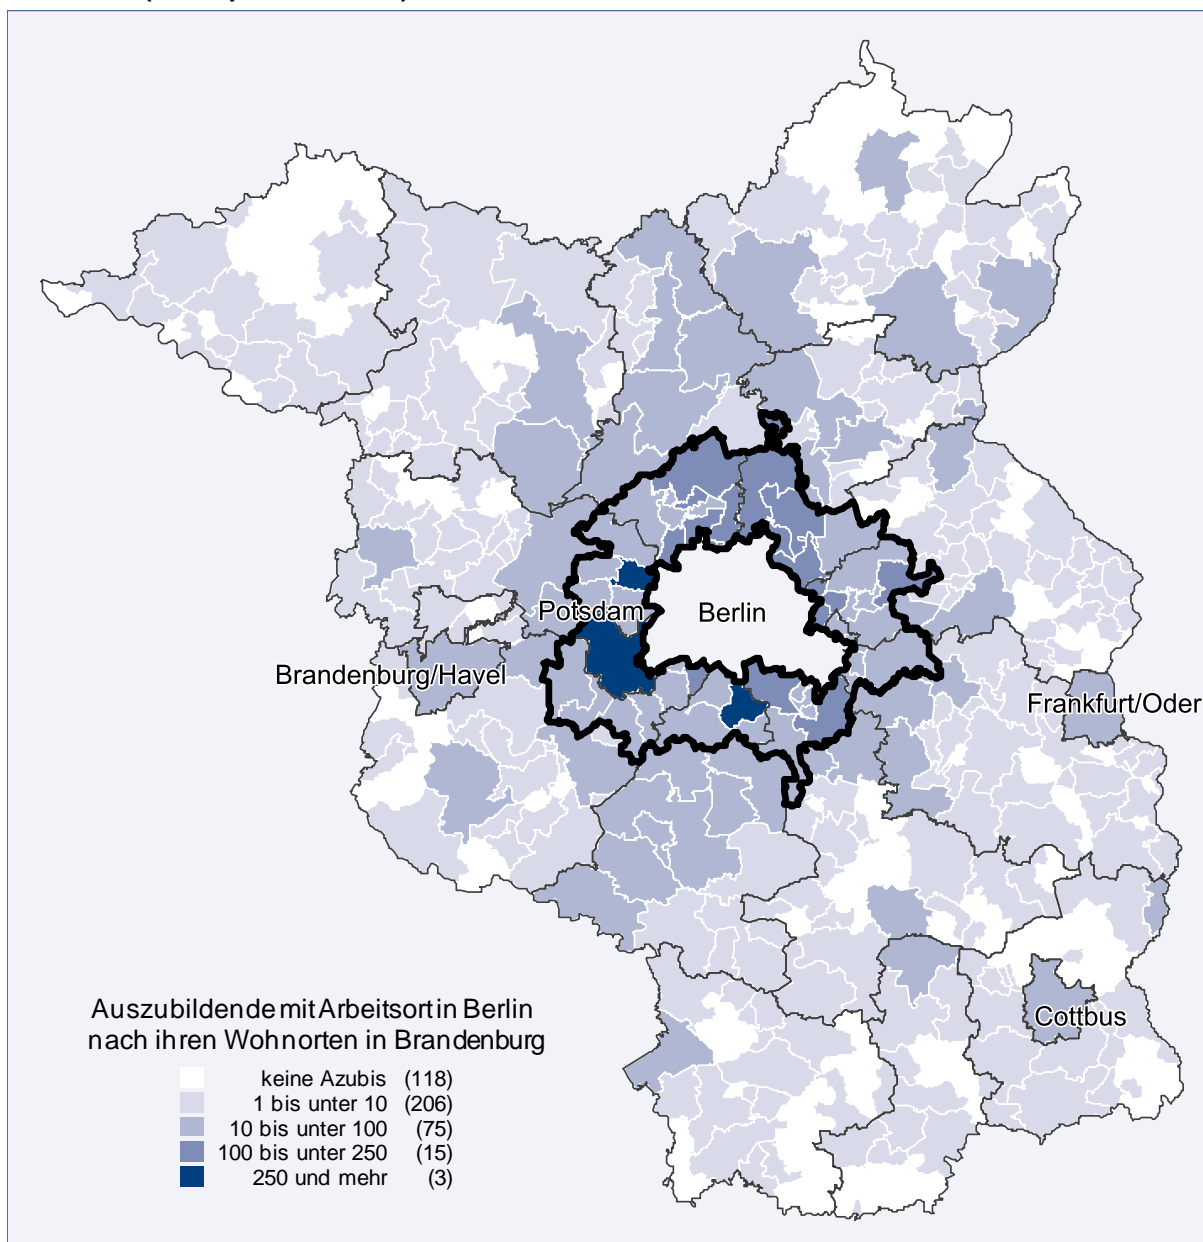 Berlin
Potsdam
Brandenburg/Havel
Frankfurt/Oder
Cottbus
Auszubildende mit Arbeitsort in Berlin
nach ihren Wohnorten in Brandenburg
keine Azubis (118)
1 bis unter 10 (206)
10 bis unter 100 (75)
100 bis unter 250 (15)
250 und mehr (3)